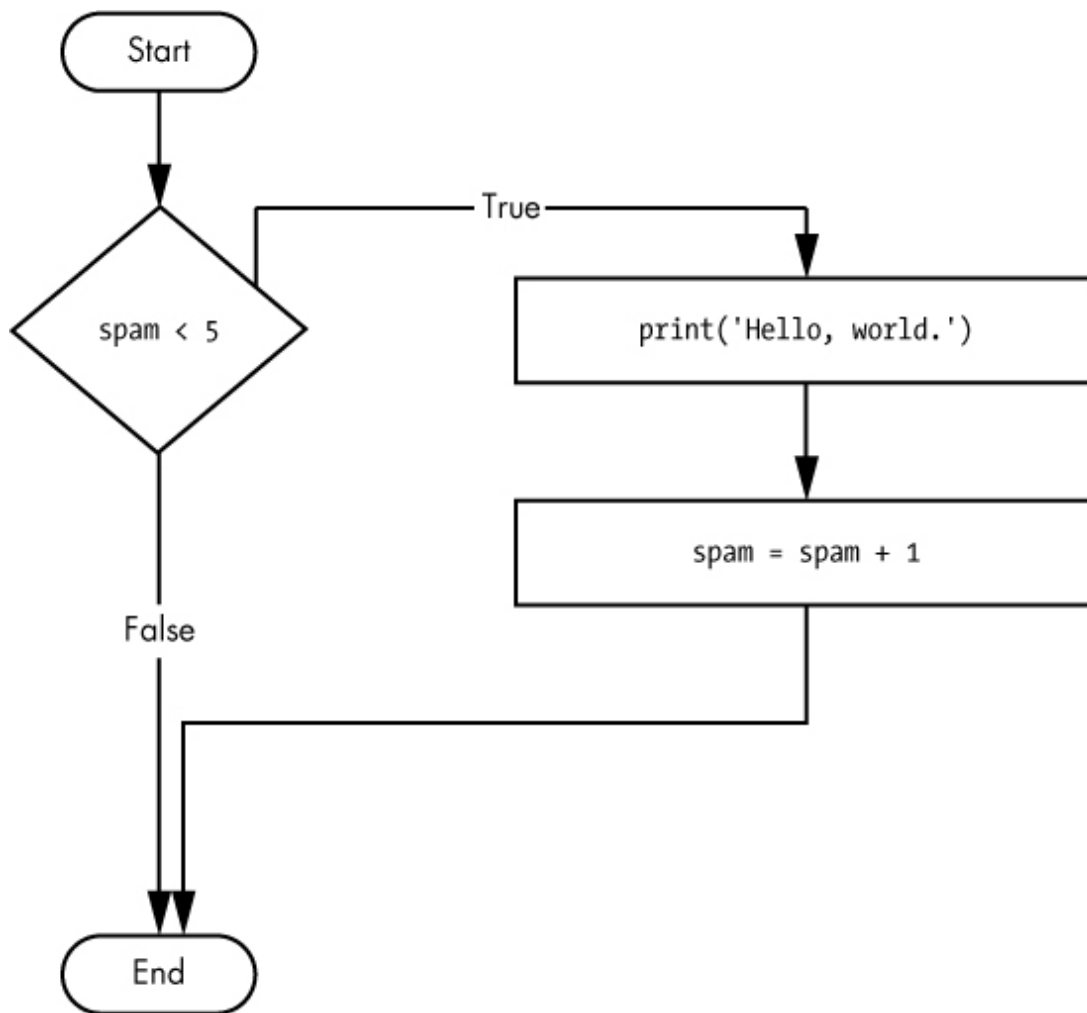 Start
True
spam < 5
print('Hello, world.')
spam = spam + 1
False
End